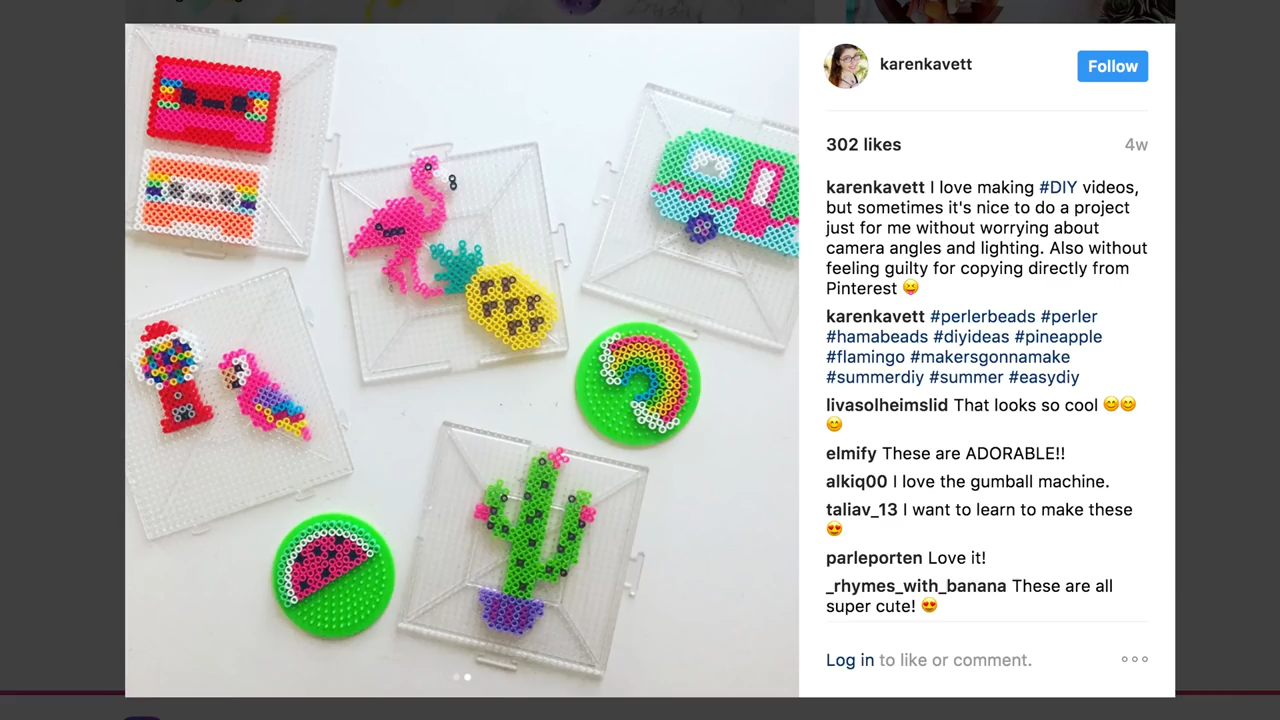 karenkavett
Follow
302 likes
4w
karenkavett I love making #DIY videos,
but sometimes it's nice to do a project
just for me without worrying about
camera angles and lighting. Also without
feeling guilty for copying directly from
Pinterest 😝
karenkavett #perlerbeads #perler
#hamabeads #diyideas #pineapple
#flamingo #makersgonnamake
#summerdiy #summer #easydiy
livasolheimslid That looks so cool 😊😊
😊
elmify These are ADORABLE!!
alkiq00 I love the gumball machine.
taliav_13 I want to learn to make these
😍
parleporten Love it!
_rhymes_with_banana These are all
super cute! 😍
Log in to like or comment.